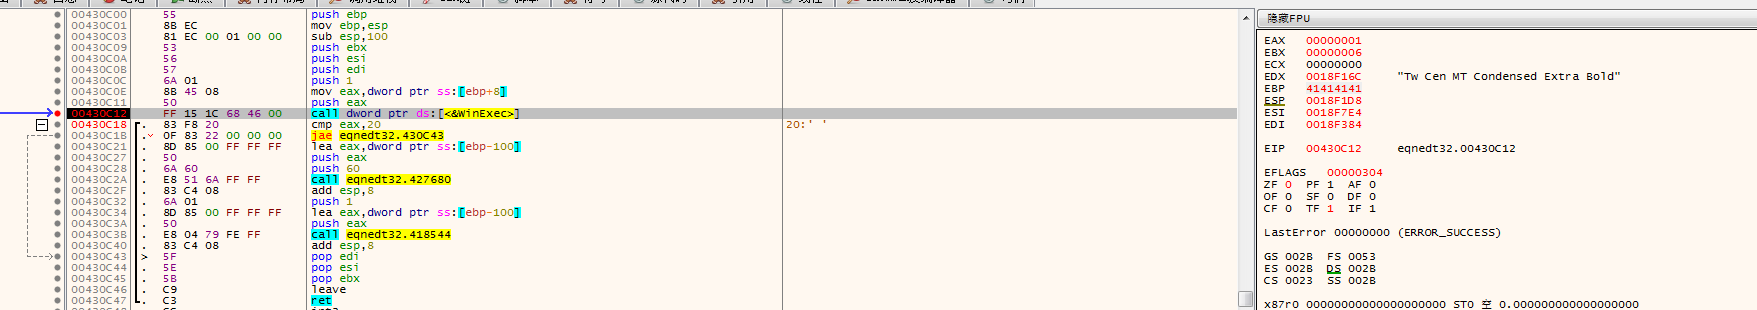 00430C00 55 push ebp
00430C01 8B EC mov ebp,esp
00430C03 81 EC 00 01 00 00 sub esp,100
00430C09 53 push ebx
00430C0A 56 push esi
00430C0B 57 push edi
00430C0C 6A 01 push 1
00430C0E 8B 45 08 mov eax,dword ptr ss:[ebp+8]
00430C11 50 push eax
00430C12 FF 15 1C 68 46 00 call dword ptr ds:[<&WinExec>]
00430C18 83 F8 20 cmp eax,20 20:' '
00430C1B 0F 83 22 00 00 00 jae eqnedt32.430C43
00430C21 8D 85 00 FF FF FF lea eax,dword ptr ss:[ebp-100]
00430C27 50 push eax
00430C28 6A 60 push 60
00430C2A E8 51 6A FF FF call eqnedt32.427680
00430C2F 83 C4 08 add esp,8
00430C32 6A 01 push 1
00430C34 8D 85 00 FF FF FF lea eax,dword ptr ss:[ebp-100]
00430C3A 50 push eax
00430C3B E8 04 79 FE FF call eqnedt32.418544
00430C40 83 C4 08 add esp,8
00430C43 5F pop edi
00430C44 5E pop esi
00430C45 5B pop ebx
00430C46 C9 leave
00430C47 C3 ret
隐藏FPU
EAX 00000001
EBX 00000006
ECX 00000000
EDX 0018F16C "Tw Cen MT Condensed Extra Bold"
EBP 41414141
ESP 0018F1D8
ESI 0018F7E4
EDI 0018F384
EIP 00430C12 eqnedt32.00430C12
EFLAGS 00000304
ZF 0 PF 1 AF 0
OF 0 SF 0 DF 0
CF 0 TF 1 IF 1
LastError 00000000 (ERROR_SUCCESS)
GS 002B FS 0053
ES 002B DS 002B
CS 0023 SS 002B
x87r0 00000000000000000000 ST0 空 0.000000000000000000